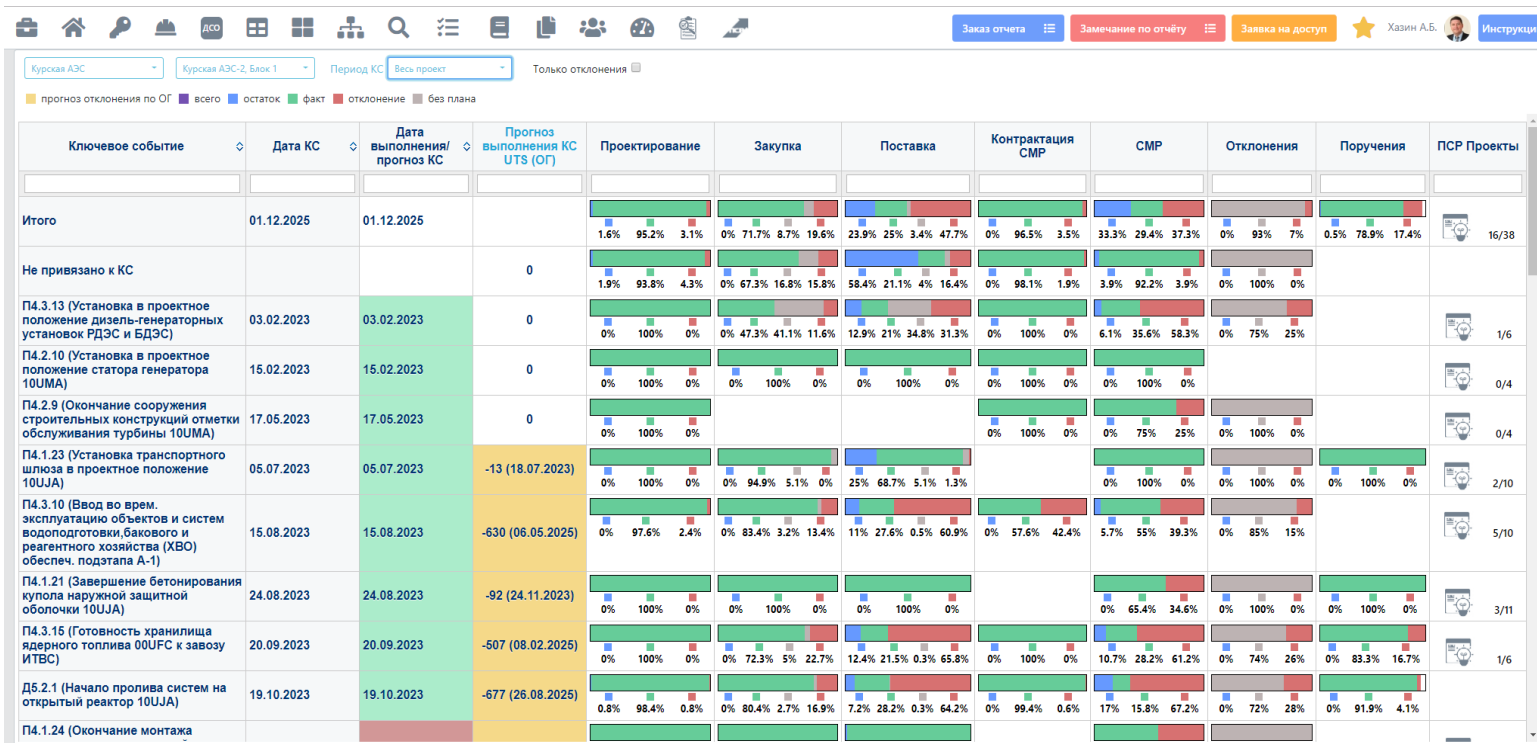 ДСО
Заказ отчета
Замечание по отчёту
Заявка на доступ
Хазин А.Б.
Инструкци
Курская АЭС
Курская АЭС-2, Блок 1
Период КС
Весь проект
Только отклонения
прогноз отклонения по ОГ всего остаток факт отклонение без плана
Ключевое событие
Дата КС
Дата
выполнения/
прогноз КС
Прогноз
выполнения КС
UTS (ОГ)
Проектирование
Закупка
Поставка
Контрактация
СМР
СМР
Отклонения
Поручения
ПСР Проекты
Итого
01.12.2025
01.12.2025
1.6% 95.2% 3.1%
0% 71.7% 8.7% 19.6%
23.9% 25% 3.4% 47.7%
0% 96.5% 3.5%
33.3% 29.4% 37.3%
0% 93% 7%
0.5% 78.9% 17.4%
16/38
Не привязано к КС
0
1.9% 93.8% 4.3%
0% 67.3% 16.8% 15.8%
58.4% 21.1% 4% 16.4%
0% 98.1% 1.9%
3.9% 92.2% 3.9%
0% 100% 0%
П4.3.13 (Установка в проектное
положение дизель-генераторных
установок РДЭС и БДЭС)
03.02.2023
03.02.2023
0
0% 100% 0%
0% 47.3% 41.1% 11.6%
12.9% 21% 34.8% 31.3%
0% 100% 0%
6.1% 35.6% 58.3%
0% 75% 25%
1/6
П4.2.10 (Установка в проектное
положение статора генератора
10UMA)
15.02.2023
15.02.2023
0
0% 100% 0%
0% 100% 0%
0% 100% 0%
0% 100% 0%
0% 100% 0%
0/4
П4.2.9 (Окончание сооружения
строительных конструкций отметки
обслуживания турбины 10UMA)
17.05.2023
17.05.2023
0
0% 100% 0%
0% 100% 0%
0% 75% 25%
0% 100% 0%
0/4
П4.1.23 (Установка транспортного
шлюза в проектное положение
10UJA)
05.07.2023
05.07.2023
-13 (18.07.2023)
0% 100% 0%
0% 94.9% 5.1% 0%
25% 68.7% 5.1% 1.3%
0% 100% 0%
0% 100% 0%
0% 100% 0%
2/10
П4.3.10 (Ввод во врем.
эксплуатацию объектов и систем
водоподготовки,бакового и
реагентного хозяйства (ХВО)
обеспеч. подэтапа А-1)
15.08.2023
15.08.2023
-630 (06.05.2025)
0% 97.6% 2.4%
0% 83.4% 3.2% 13.4%
11% 27.6% 0.5% 60.9%
0% 57.6% 42.4%
5.7% 55% 39.3%
0% 85% 15%
5/10
П4.1.21 (Завершение бетонирования
купола наружной защитной
оболочки 10UJA)
24.08.2023
24.08.2023
-92 (24.11.2023)
0% 100% 0%
0% 100% 0%
0% 100% 0%
0% 65.4% 34.6%
0% 100% 0%
0% 100% 0%
3/11
П4.3.15 (Готовность хранилища
ядерного топлива 00UFC к завозу
ИТВС)
20.09.2023
20.09.2023
-507 (08.02.2025)
0% 100% 0%
0% 72.3% 5% 22.7%
12.4% 21.5% 0.3% 65.8%
0% 100% 0%
10.7% 28.2% 61.2%
0% 74% 26%
0% 83.3% 16.7%
1/6
Д5.2.1 (Начало пролива систем на
открытый реактор 10UJA)
19.10.2023
19.10.2023
-677 (26.08.2025)
0.8% 98.4% 0.8%
0% 80.4% 2.7% 16.9%
7.2% 28.2% 0.3% 64.2%
0% 99.4% 0.6%
17% 15.8% 67.2%
0% 72% 28%
0% 91.9% 4.1%
П4.1.24 (Окончание монтажа